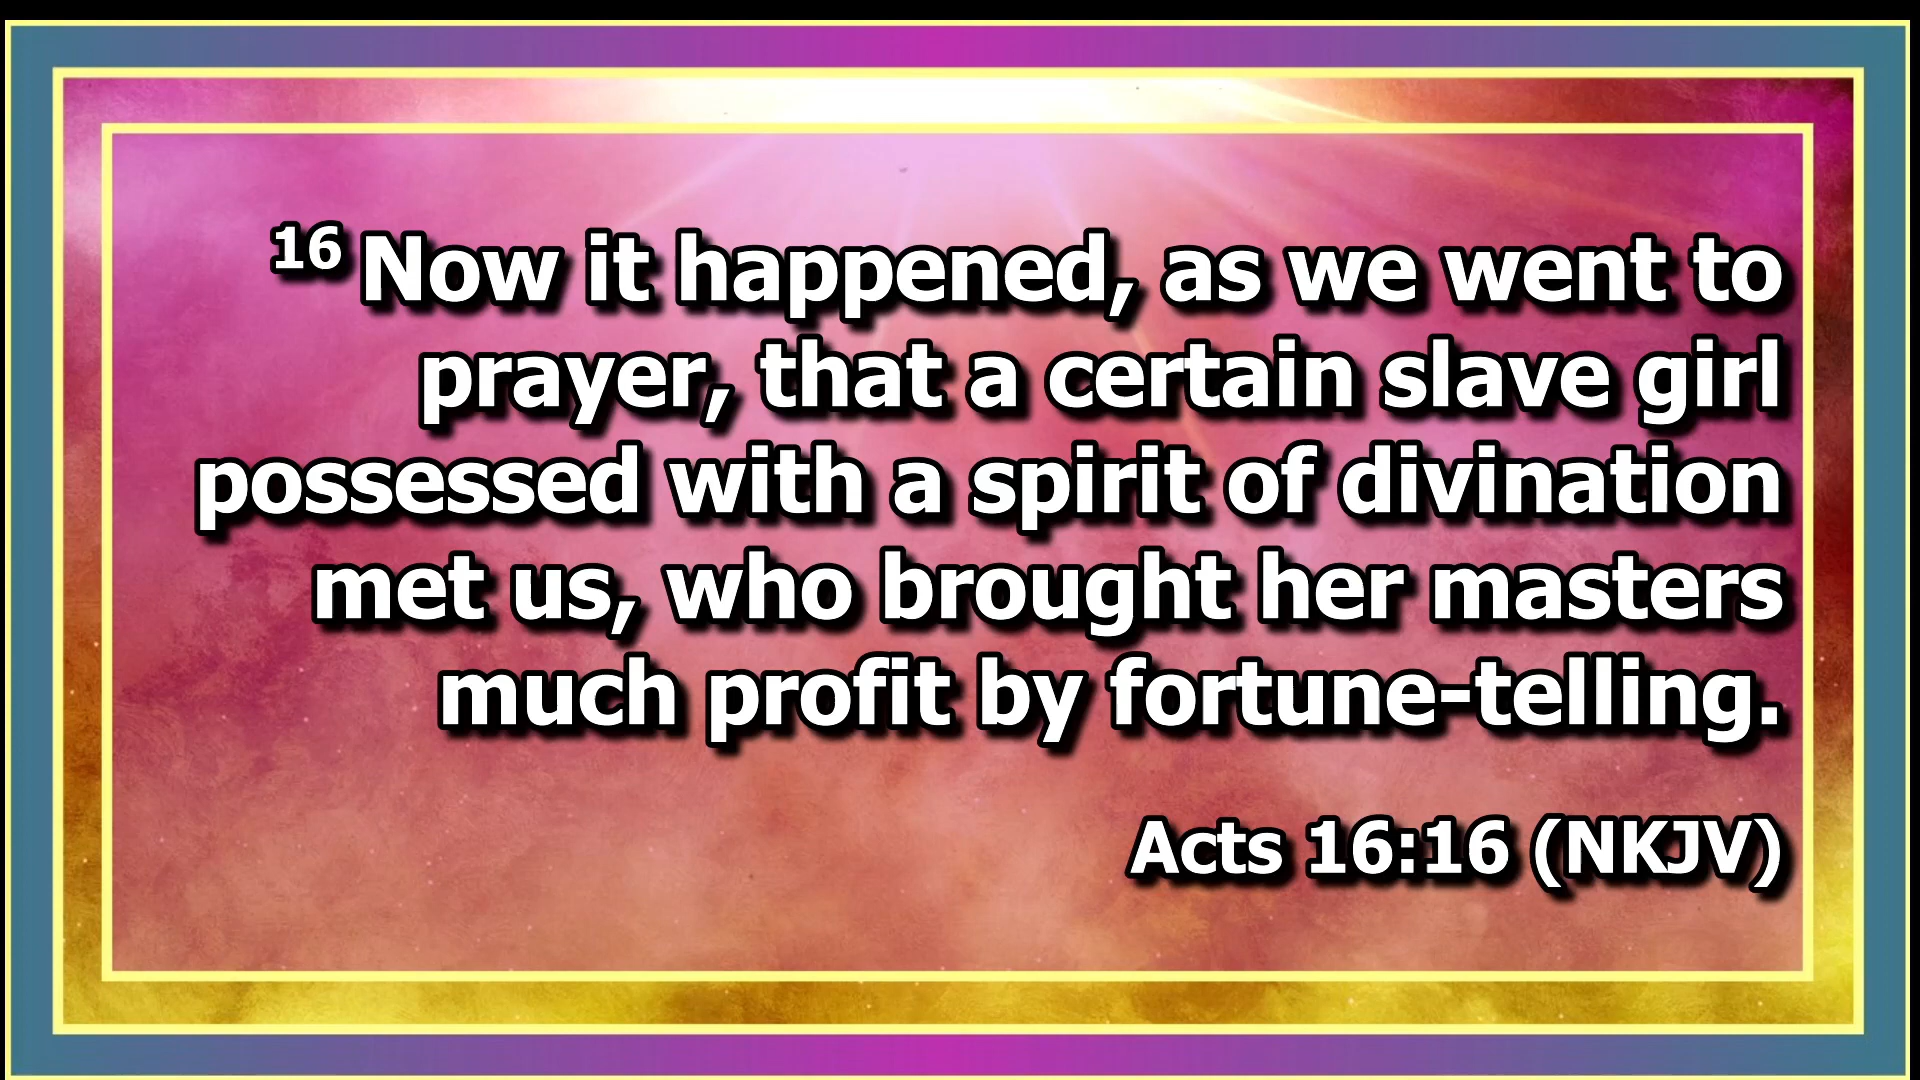 16 Now it happened, as we went to
prayer, that a certain slave girl
possessed with a spirit of divination
met us, who brought her masters
much profit by fortune-telling.
Acts 16:16 (NKJV)